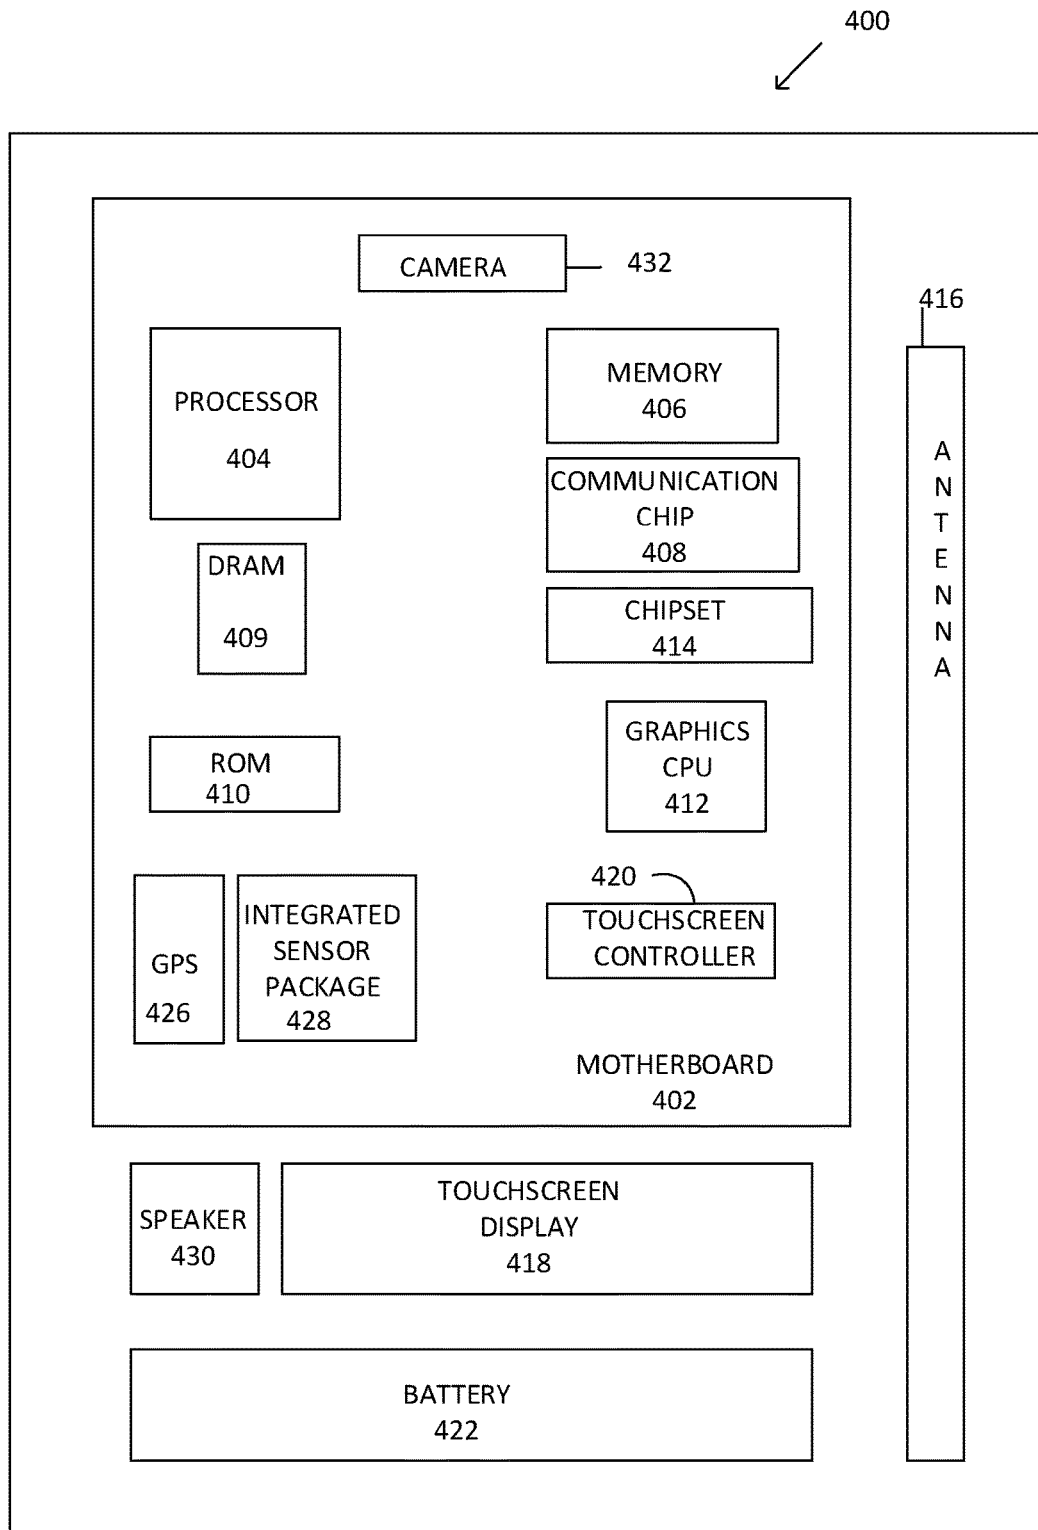 400
CAMERA
432
416
PROCESSOR
404
MEMORY
406
COMMUNICATION
CHIP
408
DRAM
409
CHIPSET
414
ROM
410
GRAPHICS
CPU
412
420
GPS
426
INTEGRATED
SENSOR
PACKAGE
428
TOUCHSCREEN
CONTROLLER
MOTHERBOARD
402
ANTENNA
SPEAKER
430
TOUCHSCREEN
DISPLAY
418
BATTERY
422